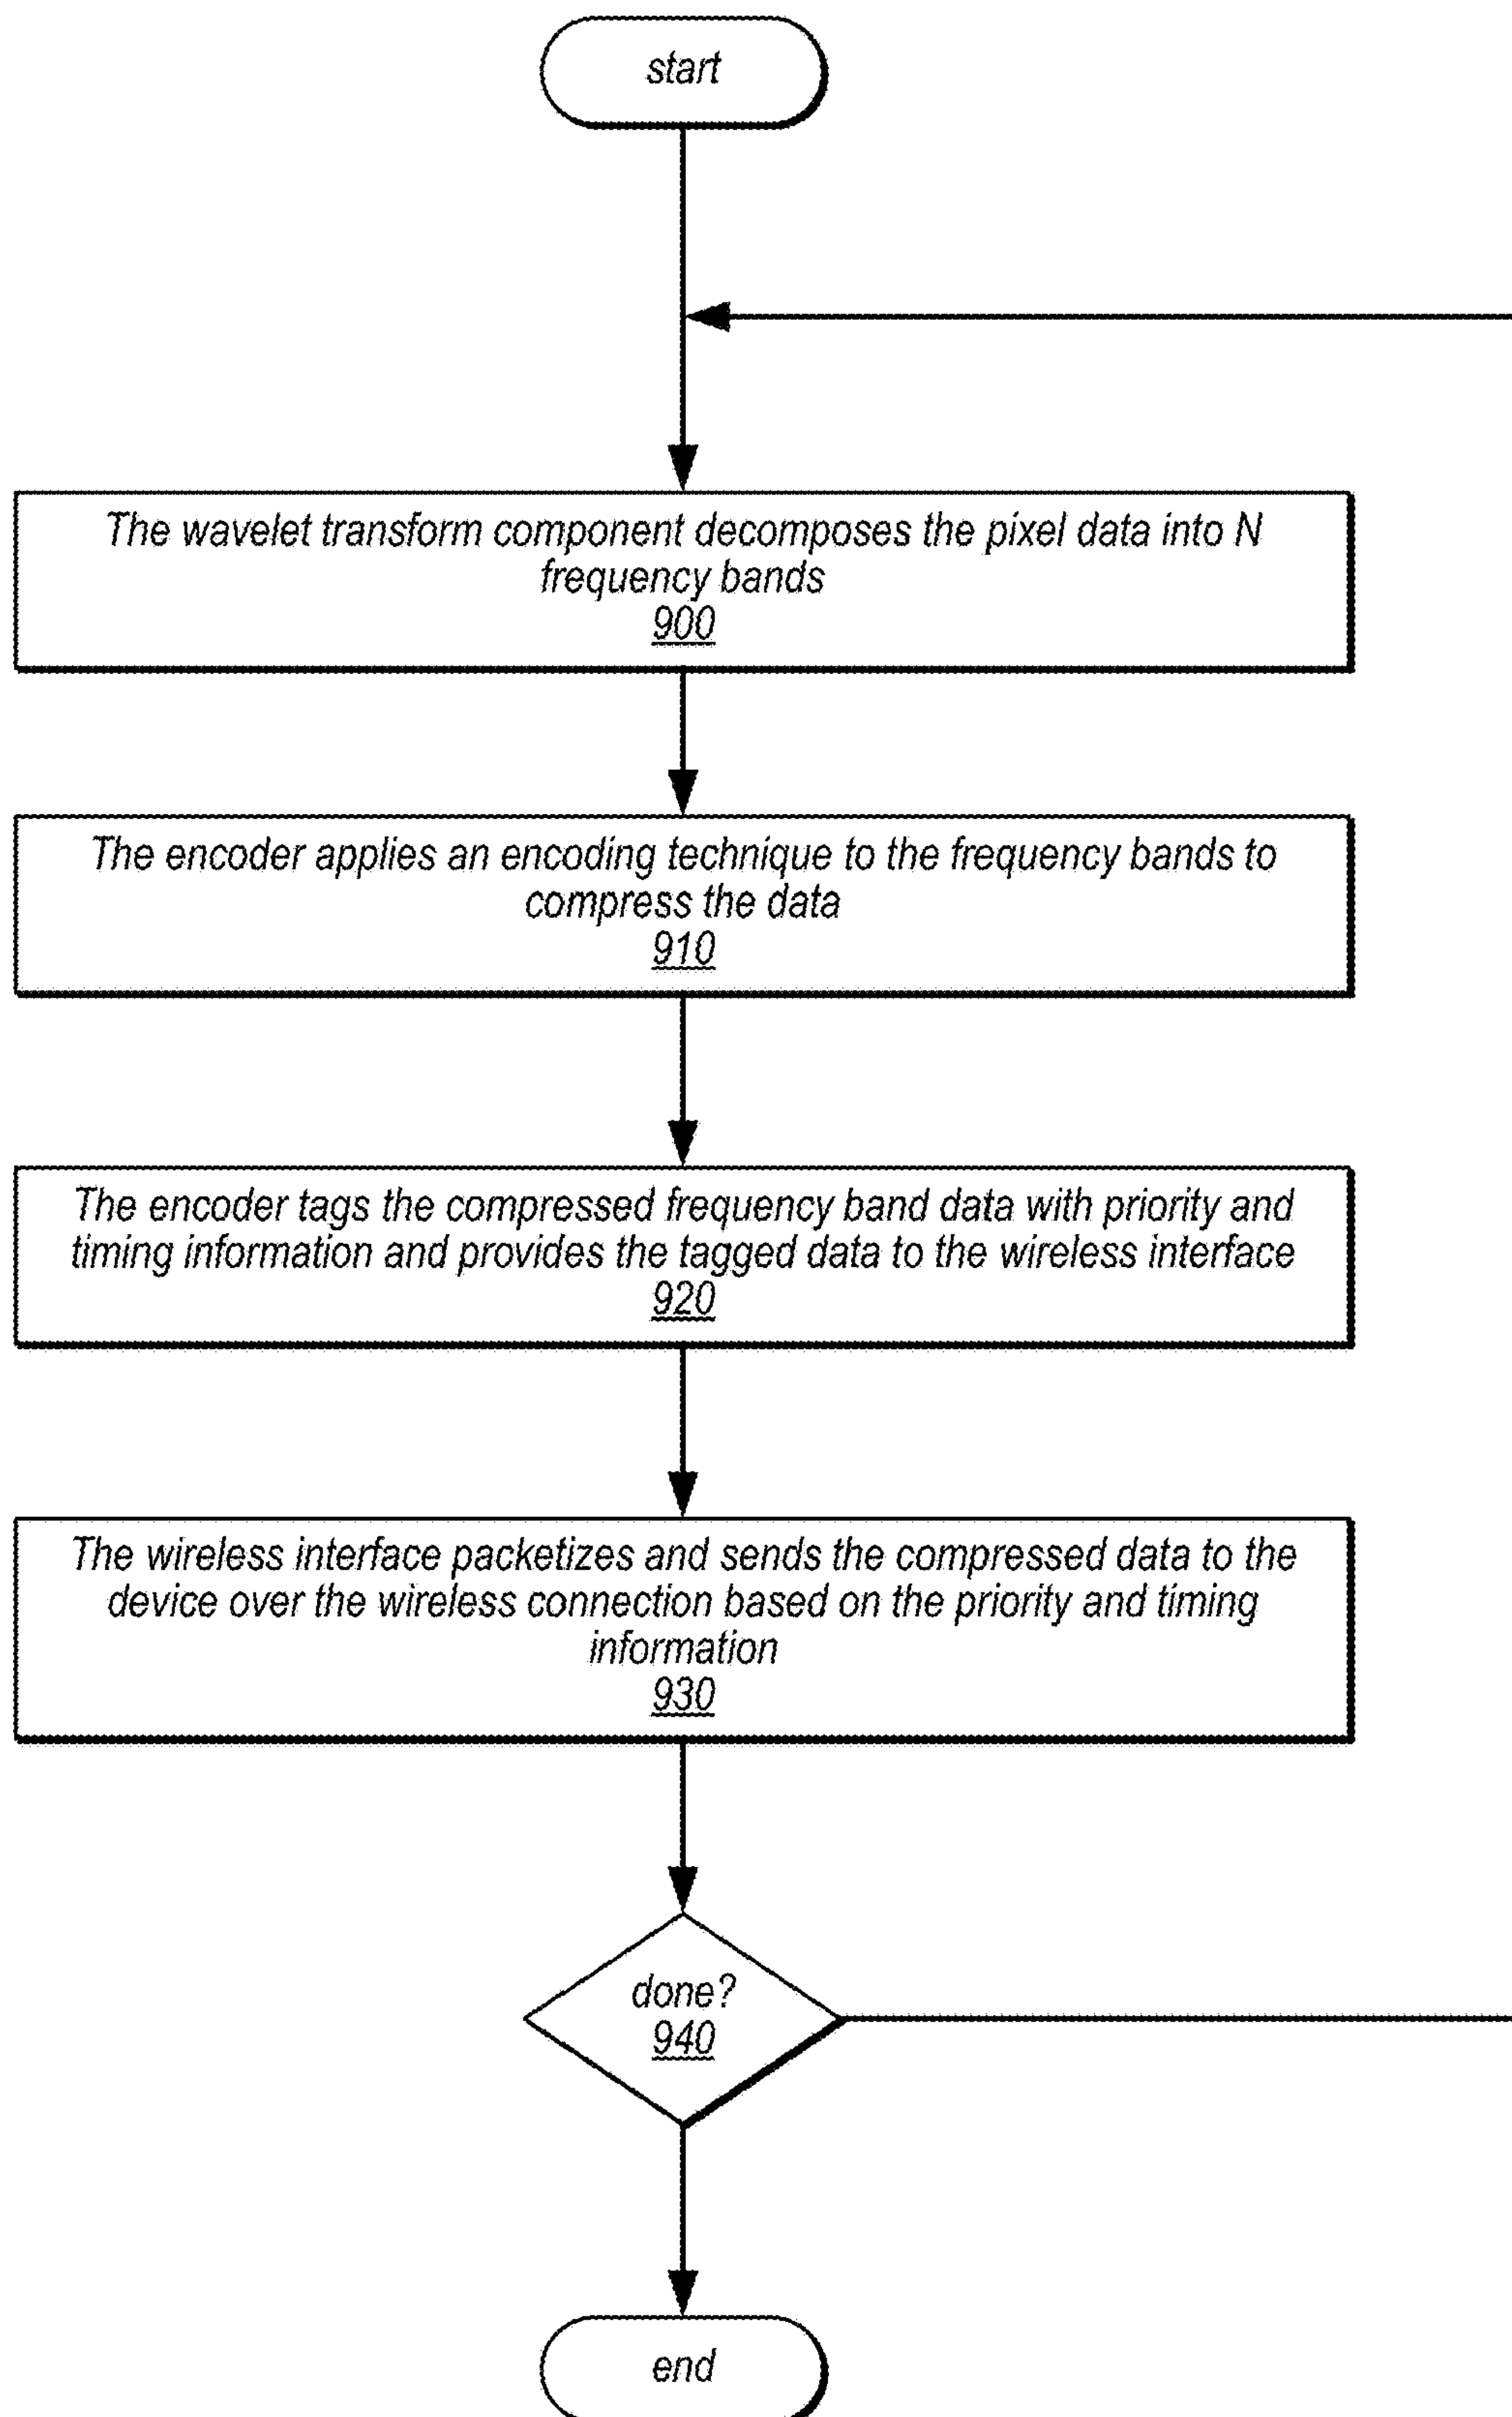 start
The wavelet transform component decomposes the pixel data into N
frequency bands
900
The encoder applies an encoding technique to the frequency bands to
compress the data
910
The encoder tags the compressed frequency band data with priority and
timing information and provides the tagged data to the wireless interface
920
The wireless interface packetizes and sends the compressed data to the
device over the wireless connection based on the priority and timing
information
930
done?
940
end